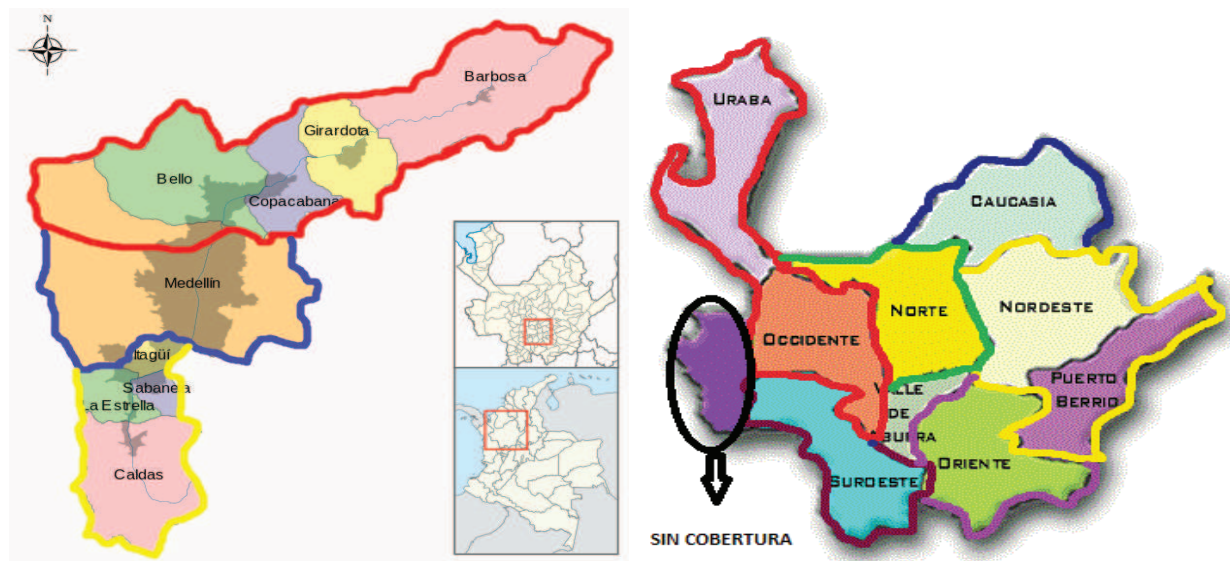 N
Barbosa
Girardota
Bello
Copacabana
Medellín
Itagüí
Sabaneta
La Estrella
Caldas
URABA
CAUCASIA
NORTE
NORDESTE
OCCIDENTE
PUERTO
BERRIO
VALLE
DE
ORIENTE
SUROESTE
SIN COBERTURA